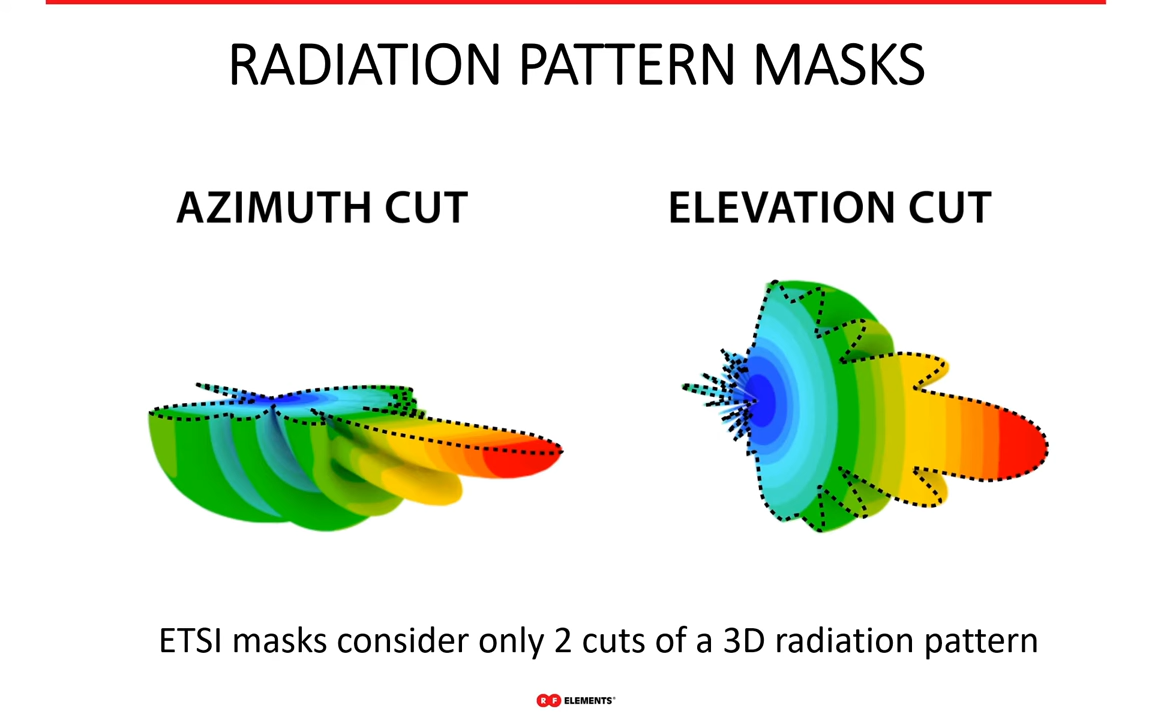 RADIATION PATTERN MASKS
AZIMUTH CUT
ELEVATION CUT
ETSI masks consider only 2 cuts of a 3D radiation pattern
RF ELEMENTS®